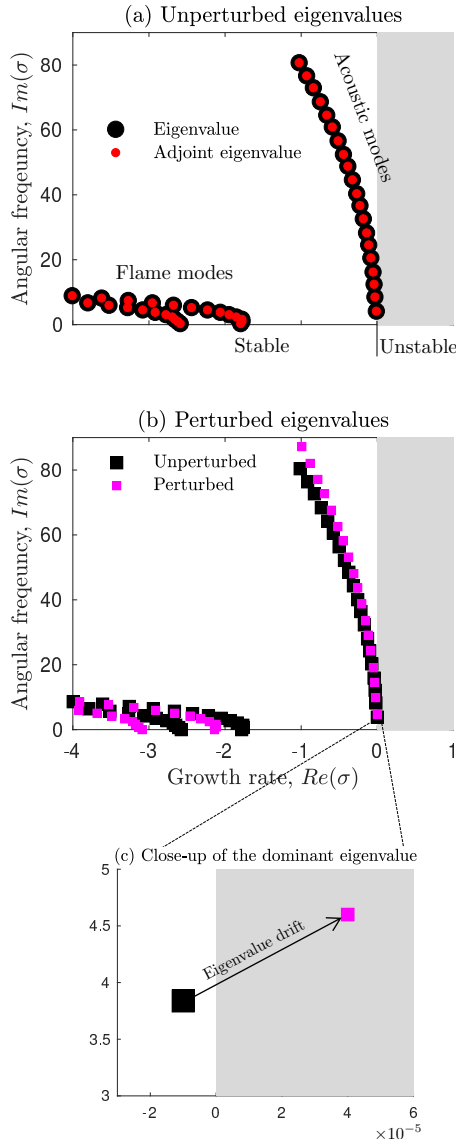 (a) Unperturbed eigenvalues
Angular freqeuncy, Im(σ)
80
60
40
20
0
Eigenvalue
Adjoint eigenvalue
Acoustic modes
Flame modes
Stable
Unstable
(b) Perturbed eigenvalues
Angular freqeuncy, Im(σ)
80
60
40
20
0
Unperturbed
Perturbed
-4
-3
-2
-1
0
1
Growth rate, Re(σ)
(c) Close-up of the dominant eigenvalue
5
4.5
4
3.5
3
Eigenvalue drift
-2
0
2
4
6
×10⁻⁵